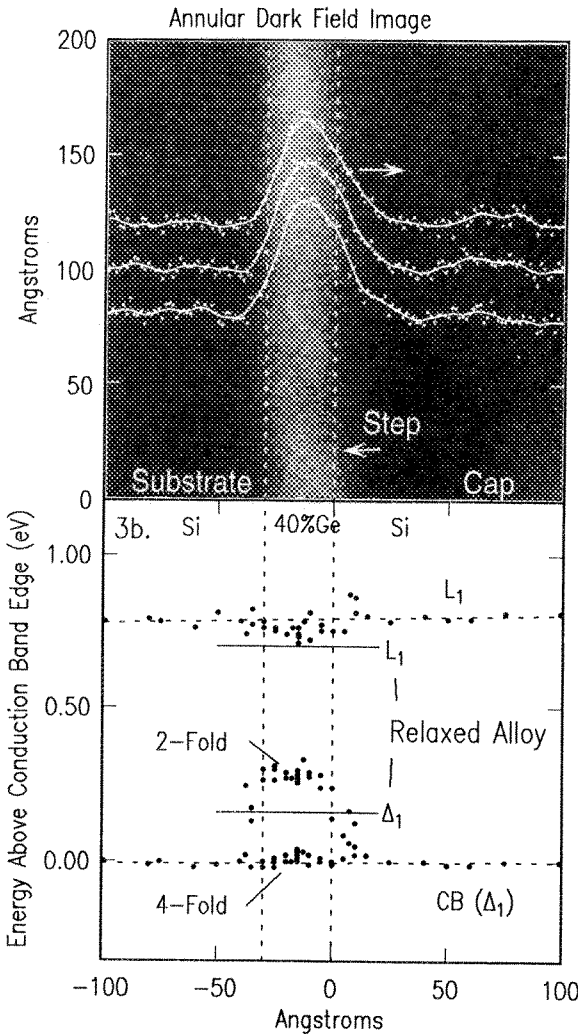 Annular Dark Field Image
200
150
100
50
0
Angstroms
Step
Substrate
Cap
3b. Si 40%Ge Si
1.00
0.50
0.00
Energy Above Conduction Band Edge (eV)
L₁
L₁
2-Fold
Relaxed Alloy
Δ₁
4-Fold
CB (Δ₁)
-100 -50 0 50 100
Angstroms